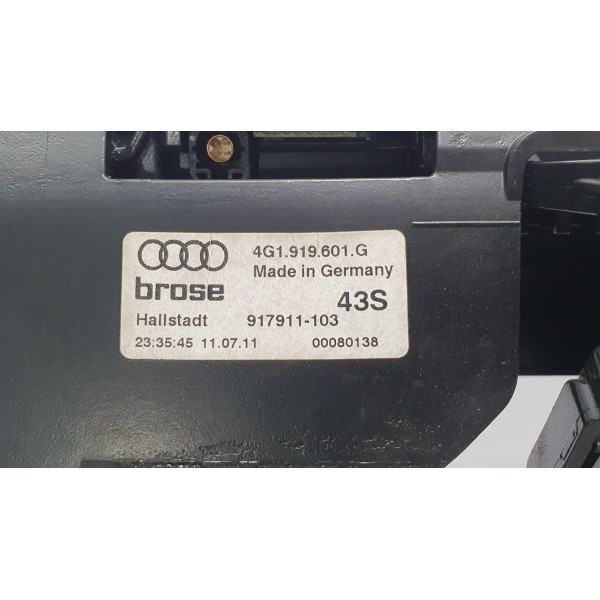 4G1.919.601.G
Made in Germany
brose 43S
Hallstadt 917911-103
23:35:45 11.07.11 00080138